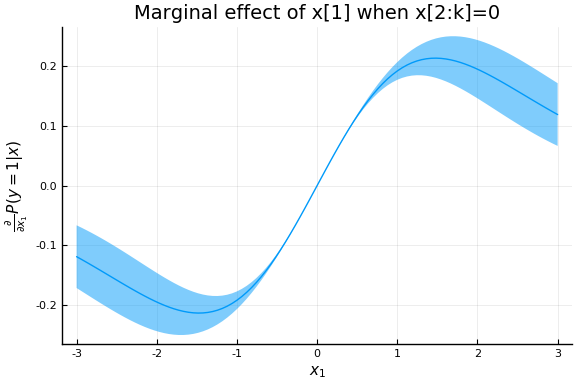 Marginal effect of x[1] when x[2:k]=0
∂/∂x₁ P(y = 1|x)
0.2
0.1
0.0
-0.1
-0.2
-3 -2 -1 0 1 2 3
x₁